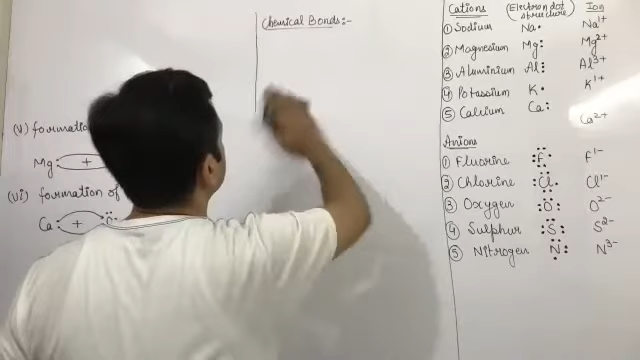 (V) formation
Mg: +
(VI) formation of
Ca: +
Chemical Bonds:-
Cations (Electron dot structure) Ion
① Sodium Na· Na¹⁺
② Magnesium Mg: Mg²⁺
③ Aluminium Al⋮ Al³⁺
④ Potassium K· K¹⁺
⑤ Calcium Ca: Ca²⁺
Anions
① Fluorine F F¹⁻
② Chlorine Cl Cl¹⁻
③ Oxygen O O²⁻
④ Sulphur S S²⁻
⑤ Nitrogen N N³⁻